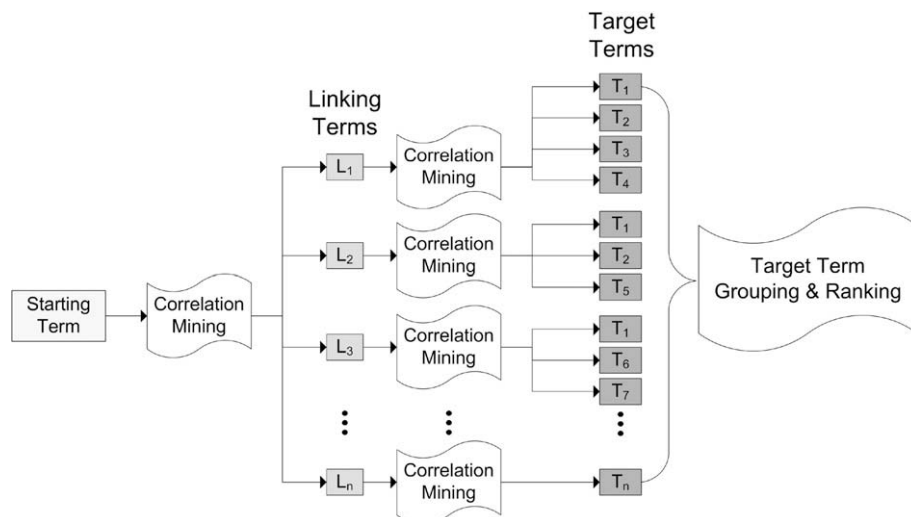 Target
Terms
Linking
Terms
Starting
Term
Correlation
Mining
L₁
Correlation
Mining
T₁
T₂
T₃
T₄
L₂
Correlation
Mining
T₁
T₂
T₅
L₃
Correlation
Mining
T₁
T₆
T₇
Lₙ
Correlation
Mining
Tₙ
Target Term
Grouping & Ranking